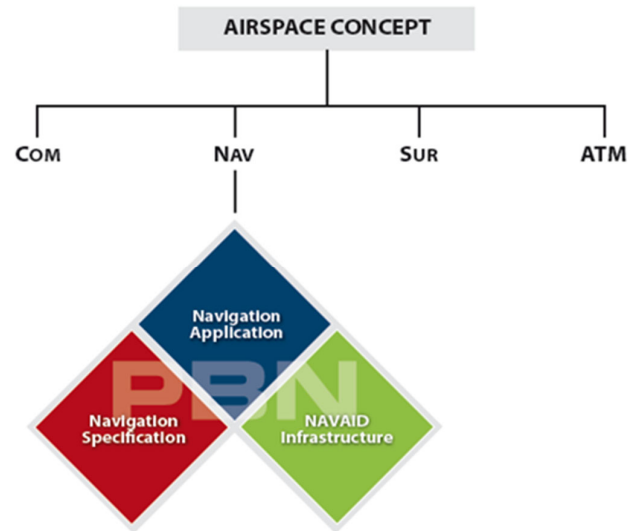 AIRSPACE CONCEPT
COM NAV SUR ATM
Navigation
Application
PBN
Navigation
Specification
NAVAID
Infrastructure